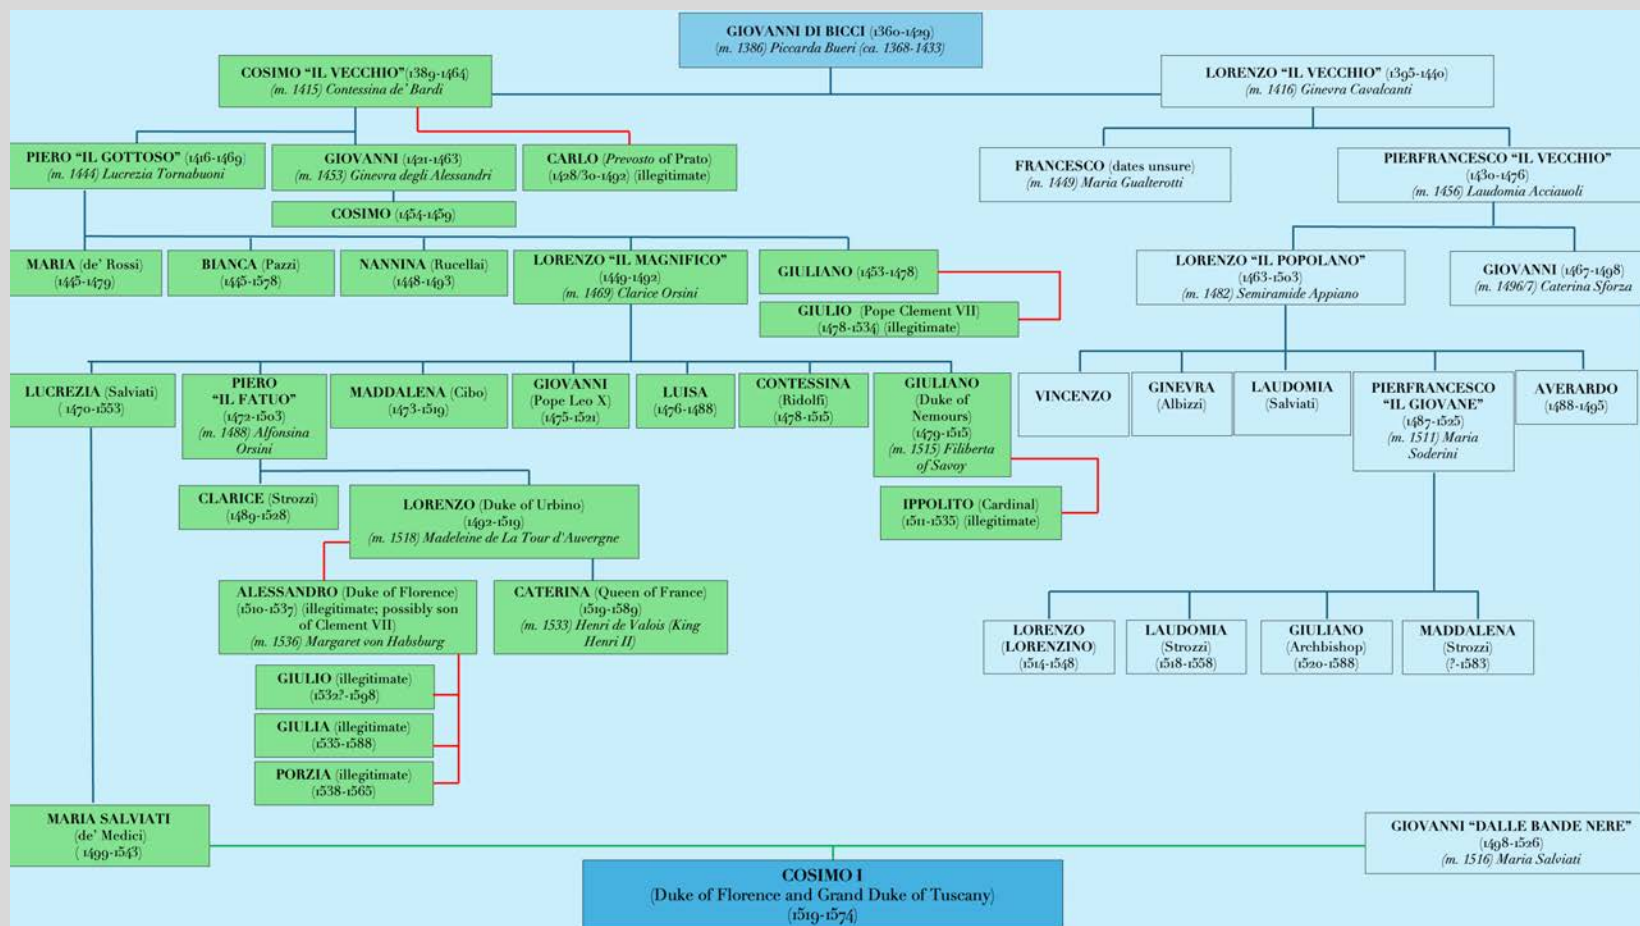 GIOVANNI DI BICCI (1360-1429)
(m. 1386) Piccarda Bueri (ca. 1368-1433)
COSIMO “IL VECCHIO”(1389-1464)
(m. 1415) Contessina de’ Bardi
LORENZO “IL VECCHIO” (1395-1440)
(m. 1416) Ginevra Cavalcanti
PIERO “IL GOTTOSO” (1416-1469)
(m. 1444) Lucrezia Tornabuoni
GIOVANNI (1421-1463)
(m. 1453) Ginevra degli Alessandri
CARLO (Prevosto of Prato)
(1428/30-1492) (illegitimate)
FRANCESCO (dates unsure)
(m. 1449) Maria Gualterotti
PIERFRANCESCO “IL VECCHIO”
(1430-1476)
(m. 1456) Laudomia Acciauoli
COSIMO (1454-1459)
MARIA (de’ Rossi)
(1445-1479)
BIANCA (Pazzi)
(1445-1578)
NANNINA (Rucellai)
(1448-1493)
LORENZO “IL MAGNIFICO”
(1449-1492)
(m. 1469) Clarice Orsini
GIULIANO (1453-1478)
GIULIO (Pope Clement VII)
(1478-1534) (illegitimate)
LORENZO “IL POPOLANO”
(1463-1503)
(m. 1482) Semiramide Appiano
GIOVANNI (1467-1498)
(m. 1496/7) Caterina Sforza
LUCREZIA (Salviati)
( 1470-1553)
PIERO
“IL FATUO”
(1472-1503)
(m. 1488) Alfonsina
Orsini
MADDALENA (Cibo)
(1473-1519)
GIOVANNI
(Pope Leo X)
(1475-1521)
LUISA
(1476-1488)
CONTESSINA
(Ridolfi)
(1478-1515)
GIULIANO
(Duke of
Nemours)
(1479-1515)
(m. 1515) Filiberta
of Savoy
VINCENZO
GINEVRA
(Albizzi)
LAUDOMIA
(Salviati)
PIERFRANCESCO
“IL GIOVANE”
(1487-1525)
(m. 1511) Maria
Soderini
AVERARDO
(1488-1495)
CLARICE (Strozzi)
(1489-1528)
LORENZO (Duke of Urbino)
(1492-1519)
(m. 1518) Madeleine de La Tour d'Auvergne
IPPOLITO (Cardinal)
(1511-1535) (illegitimate)
ALESSANDRO (Duke of Florence)
(1510-1537) (illegitimate; possibly son
of Clement VII)
(m. 1536) Margaret von Habsburg
CATERINA (Queen of France)
(1519-1589)
(m. 1533) Henri de Valois (King
Henri II)
LORENZO
(LORENZINO)
(1514-1548)
LAUDOMIA
(Strozzi)
(1518-1558)
GIULIANO
(Archbishop)
(1520-1588)
MADDALENA
(Strozzi)
(?-1583)
GIULIO (illegitimate)
(1532?-1598)
GIULIA (illegitimate)
(1535-1588)
PORZIA (illegitimate)
(1538-1565)
MARIA SALVIATI
(de’ Medici)
( 1499-1543)
GIOVANNI “DALLE BANDE NERE”
(1498-1526)
(m. 1516) Maria Salviati
COSIMO I
(Duke of Florence and Grand Duke of Tuscany)
(1519-1574)